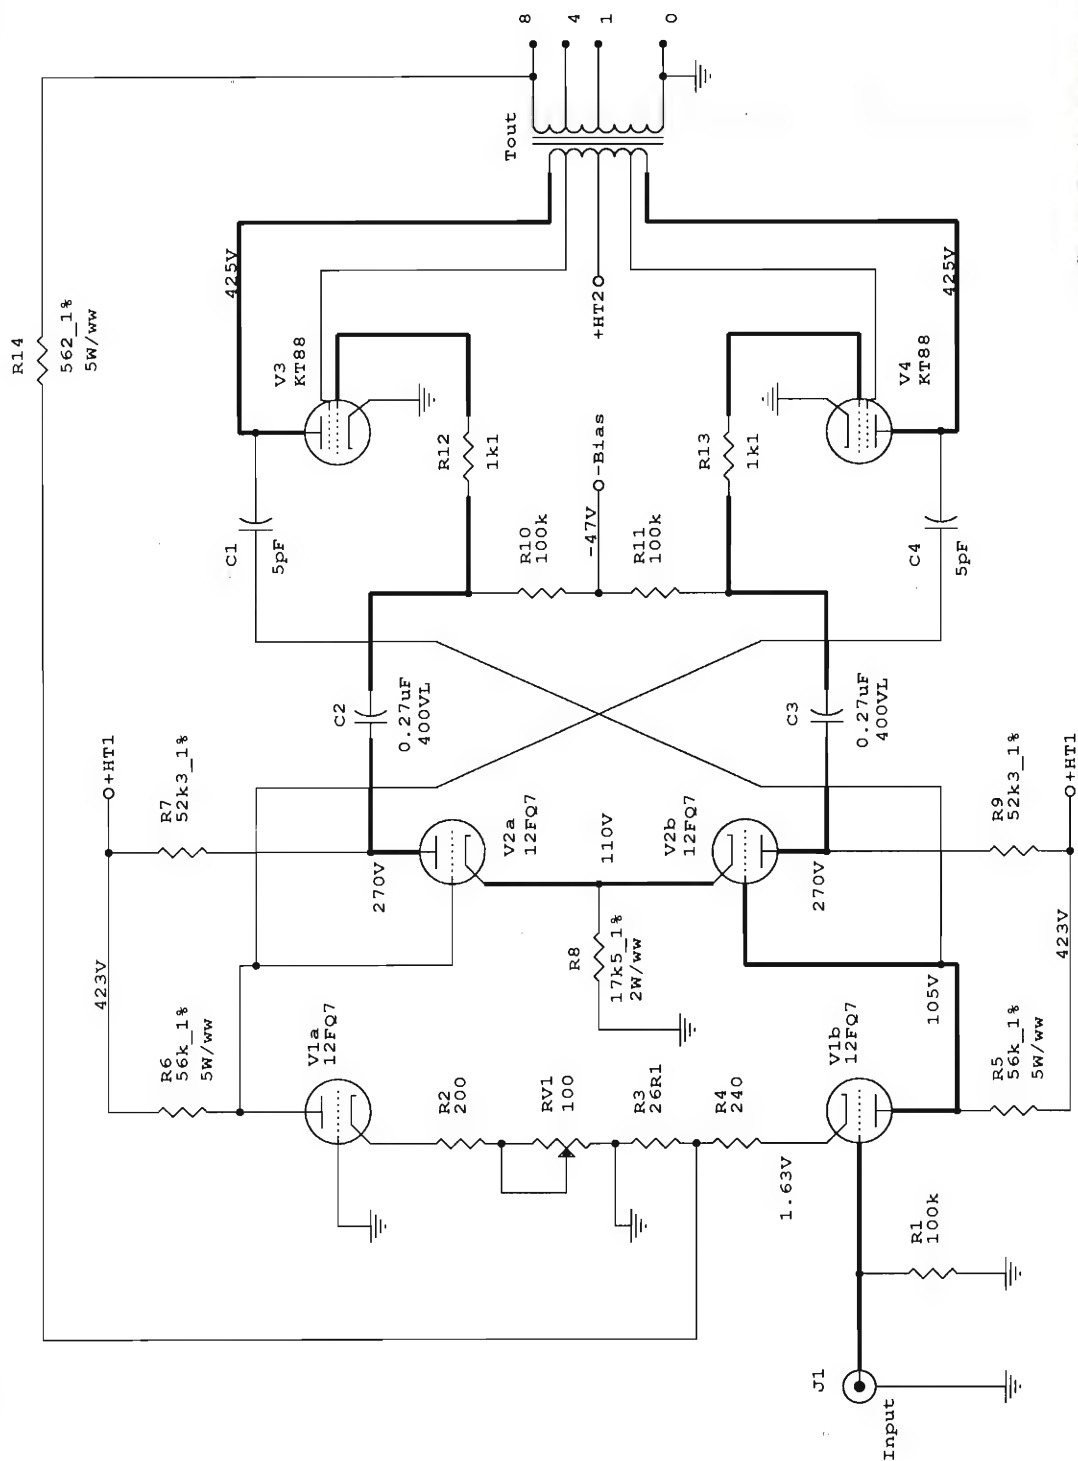 R14
562_1%
5W/ww
8
4
1
0
Tout
425V
V3
KT88
+HT2
425V
V4
KT88
R12
1k1
-Bias
-47V
R13
1k1
C1
5pF
R10
100k
R11
100k
C4
5pF
C2
0.27uF
400VL
C3
0.27uF
400VL
+HT1
R7
52k3_1%
V2a
12FQ7
110V
V2b
12FQ7
R9
52k3_1%
+HT1
270V
270V
423V
R8
17k5_1%
2W/ww
423V
105V
R6
56k_1%
5W/ww
V1a
12FQ7
V1b
12FQ7
R5
56k_1%
5W/ww
R2
200
RV1
100
R3
26R1
R4
240
1.63V
R1
100k
J1
Input